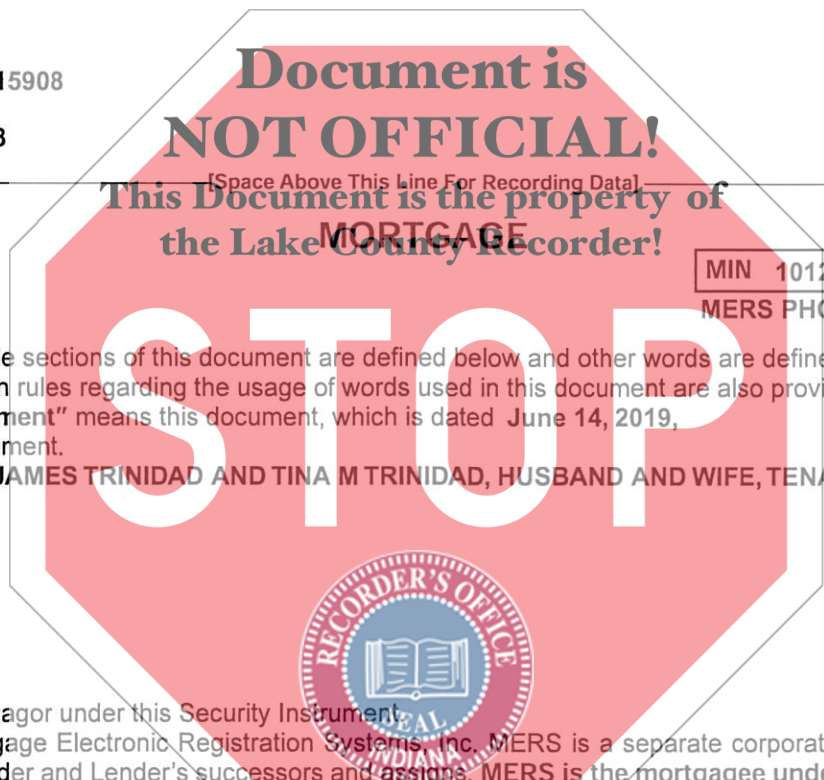 15908
Document is
NOT OFFICIAL!
[Space Above This Line For Recording Data]
This Document is the property of
MORTGAGE
the Lake County Recorder!
MIN 1012
MERS PHO
STOP
e sections of this document are defined below and other words are define
n rules regarding the usage of words used in this document are also provi
ment" means this document, which is dated June 14, 2019,
ment.
JAMES TRINIDAD AND TINA M TRINIDAD, HUSBAND AND WIFE, TENA
RECORDER'S OFFICE
SEAL
INDIANA
agor under this Security Instrument.
gage Electronic Registration Systems, Inc. MERS is a separate corporat
der and Lender's successors and assigns. MERS is the mortgagee unde